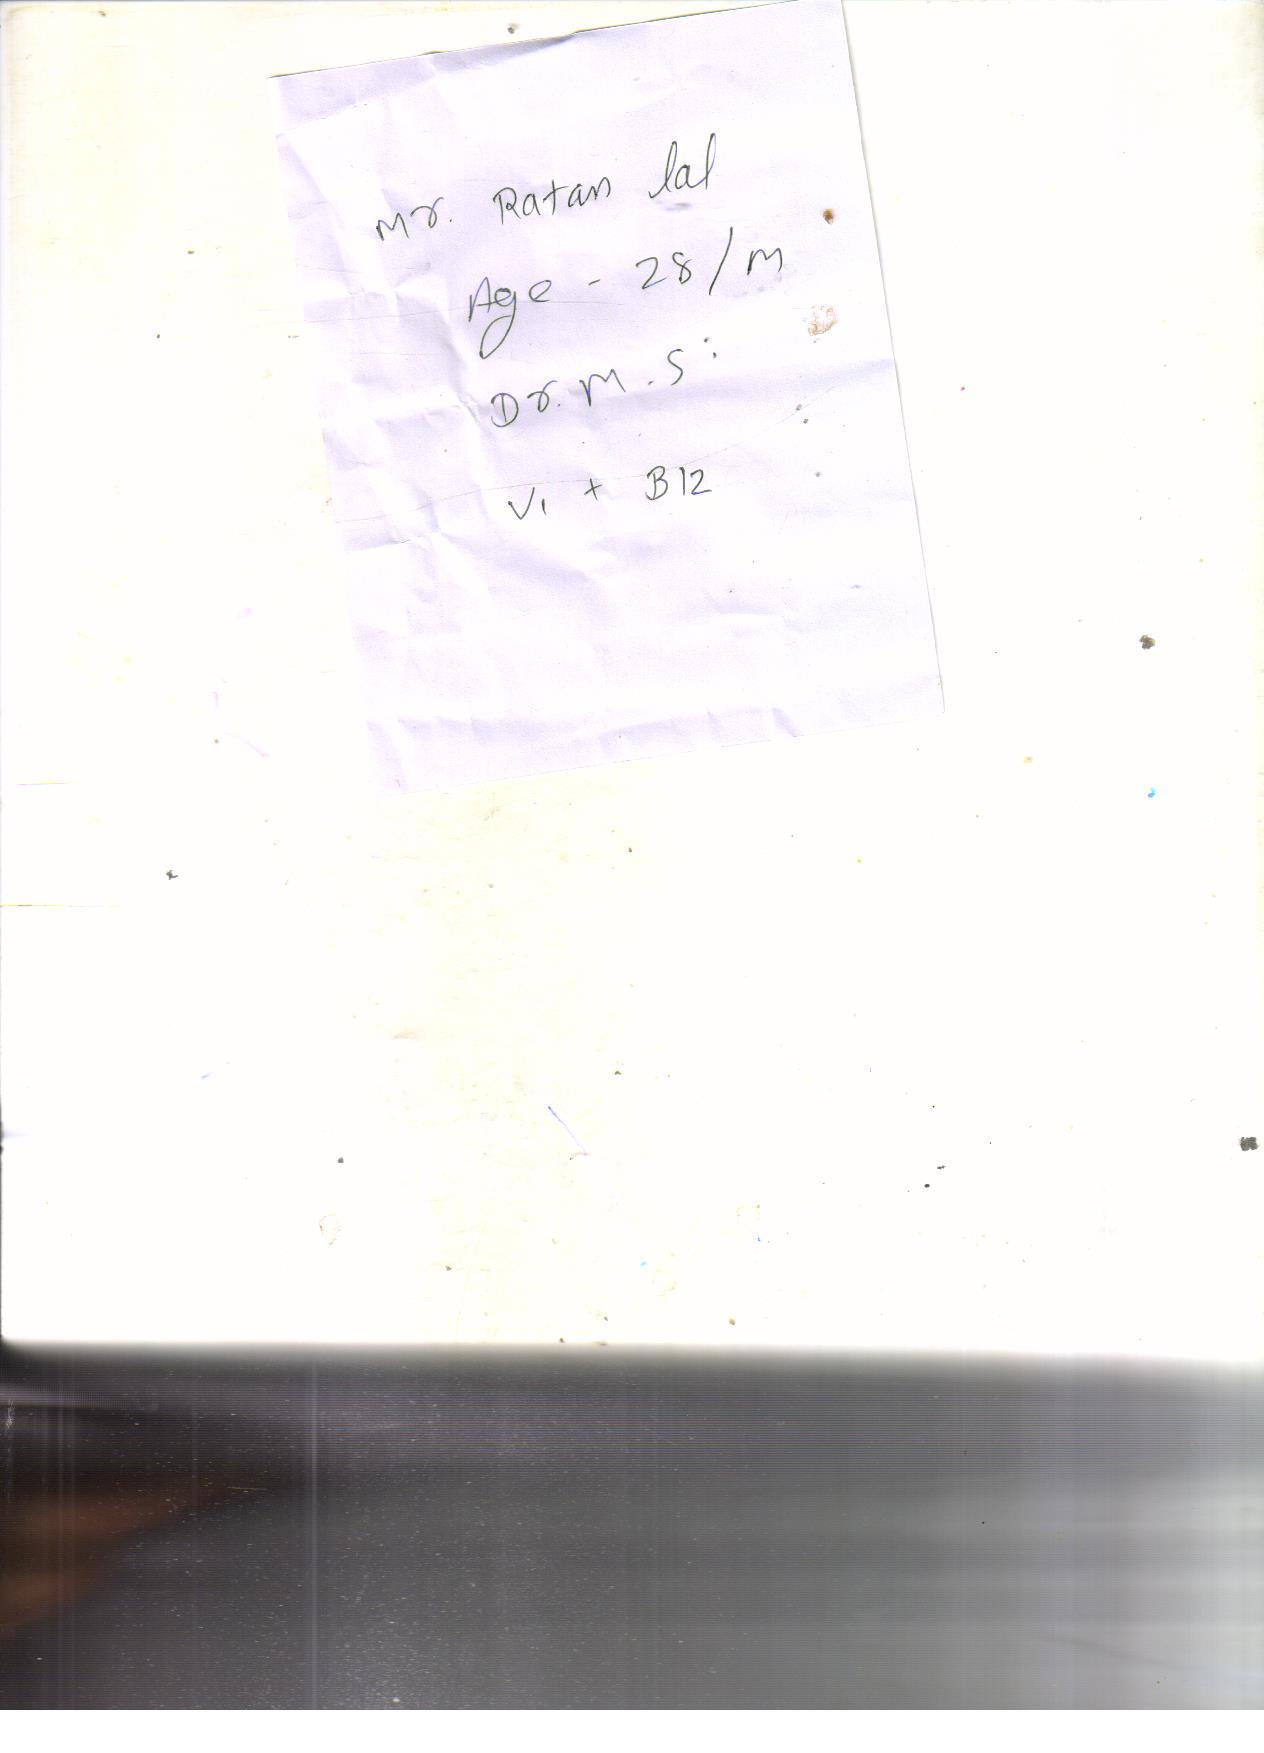 Mr. Ratan lal
Age - 28/M
Dr. M.S.
V1 + B12